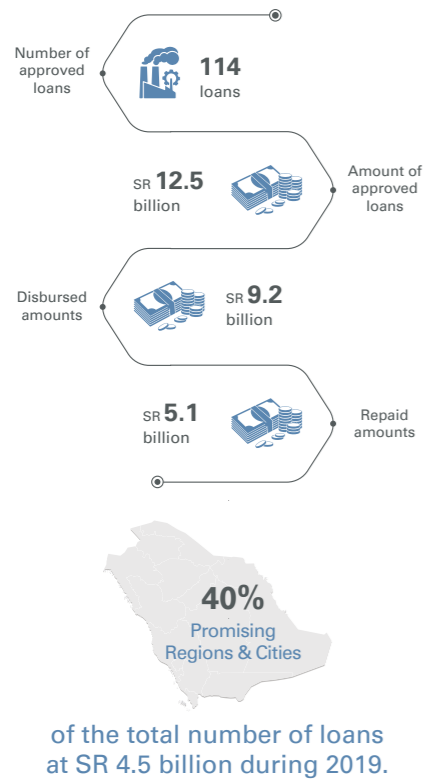 Number of
approved
loans
114
loans
SR 12.5
billion
Amount of
approved
loans
Disbursed
amounts
SR 9.2
billion
SR 5.1
billion
Repaid
amounts
40%
Promising
Regions & Cities
of the total number of loans
at SR 4.5 billion during 2019.